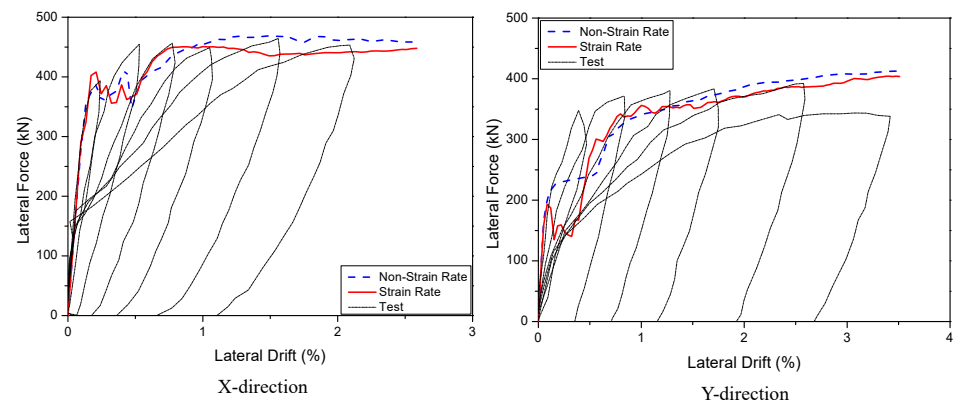 500
400
300
200
100
0
Lateral Force (kN)
0 1 2 3
Lateral Drift (%)
Non-Strain Rate
Strain Rate
Test
X-direction
500
400
300
200
100
0
Lateral Force (kN)
0 1 2 3 4
Lateral Drift (%)
Non-Strain Rate
Strain Rate
Test
Y-direction